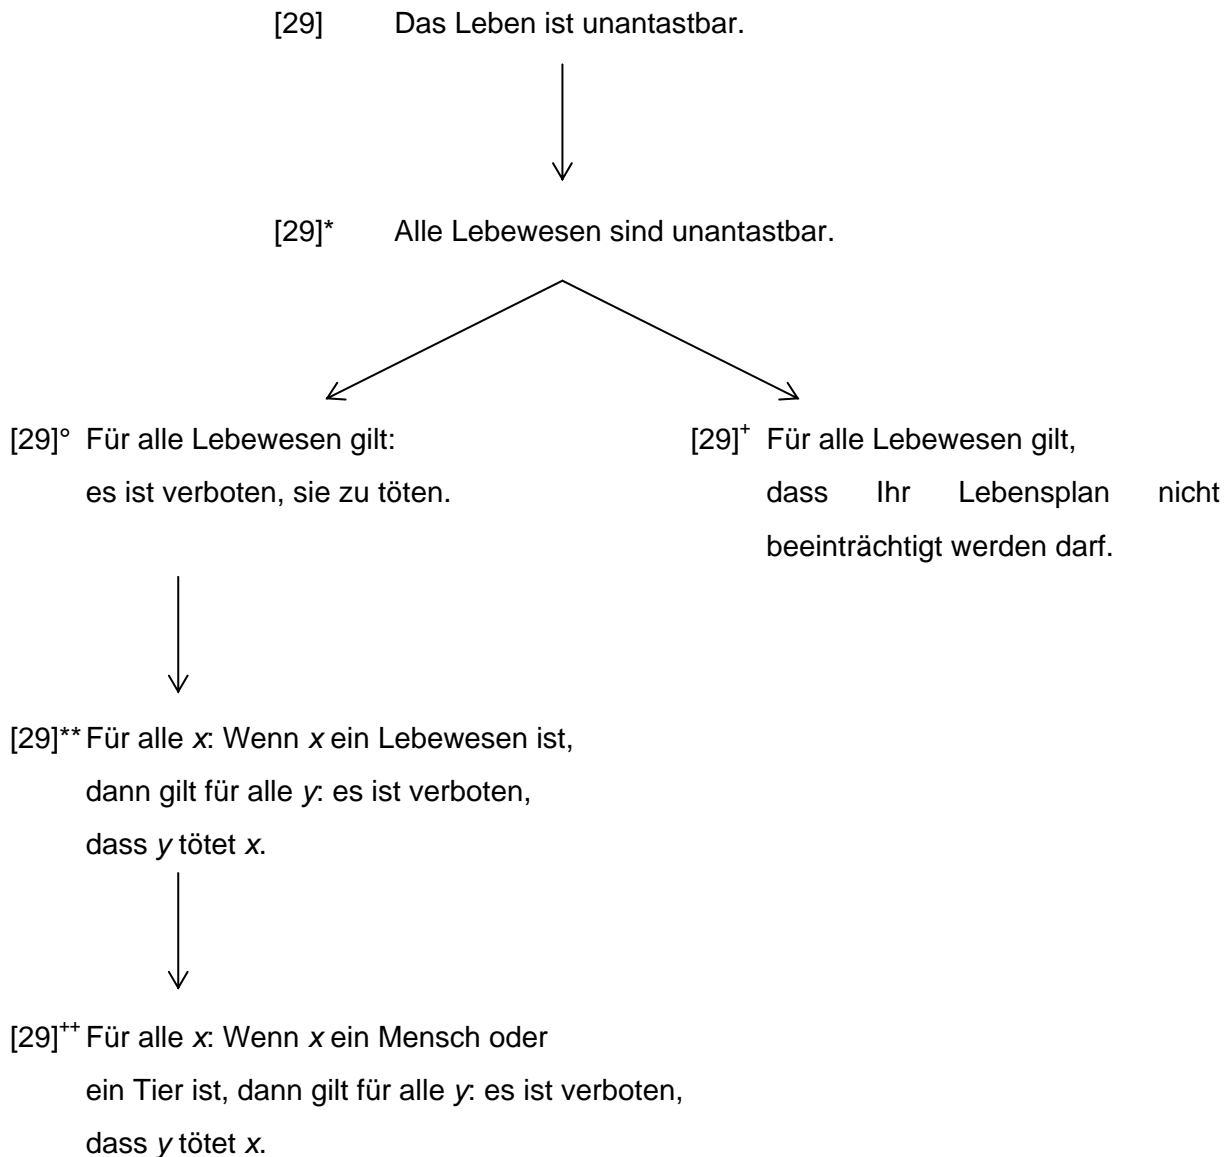 [29] Das Leben ist unantastbar.
[29]* Alle Lebewesen sind unantastbar.
[29]° Für alle Lebewesen gilt:
es ist verboten, sie zu töten.
[29]⁺ Für alle Lebewesen gilt,
dass Ihr Lebensplan nicht
beeinträchtigt werden darf.
[29]** Für alle x: Wenn x ein Lebewesen ist,
dann gilt für alle y: es ist verboten,
dass y tötet x.
[29]⁺⁺ Für alle x: Wenn x ein Mensch oder
ein Tier ist, dann gilt für alle y: es ist verboten,
dass y tötet x.